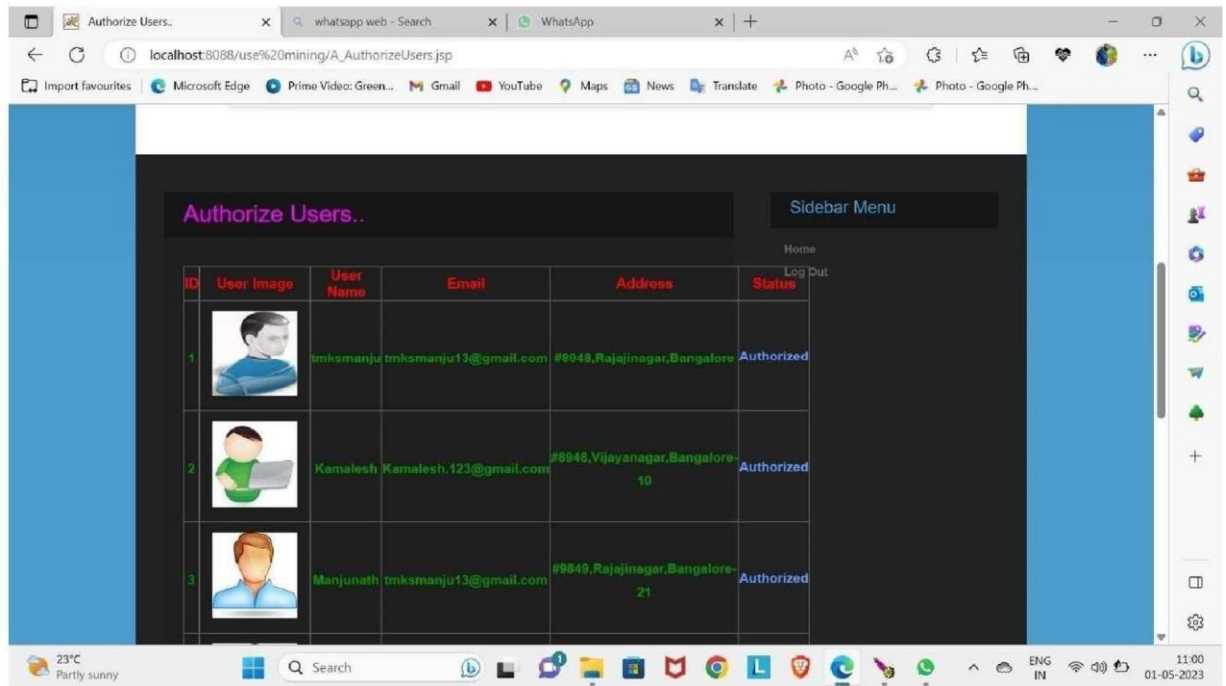 Authorize Users..
whatsapp web - Search
WhatsApp
localhost:8088/use%20mining/A_AuthorizeUsers.jsp
Import favourites
Microsoft Edge
Prime Video: Green...
Gmail
YouTube
Maps
News
Translate
Photo - Google Ph...
Photo - Google Ph...
Authorize Users..
Sidebar Menu
Home
Log Out
ID
User Image
User
Name
Email
Address
Status
1
tmksmanju
tmksmanju13@gmail.com
#8948,Rajajinagar,Bangalore
Authorized
2
Kamalesh
Kamalesh.123@gmail.com
#8948,Vijayanagar,Bangalore-
10
Authorized
3
Manjunath
tmksmanju13@gmail.com
#9849,Rajajinagar,Bangalore-
21
Authorized
23°C
Partly sunny
Search
ENG
IN
11:00
01-05-2023